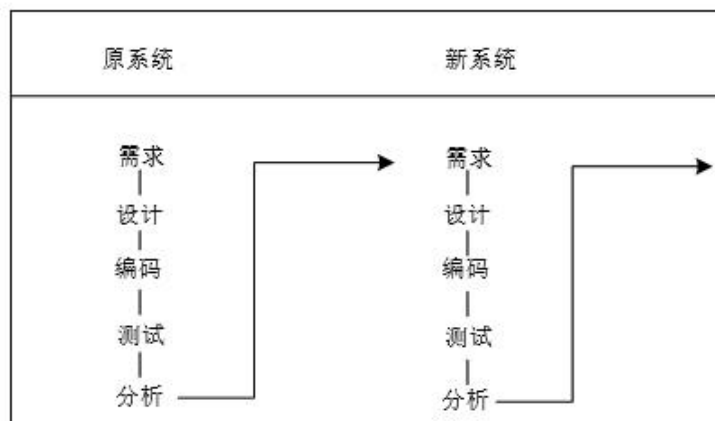 原系统 新系统
需求 需求
设计 设计
编码 编码
测试 测试
分析 分析